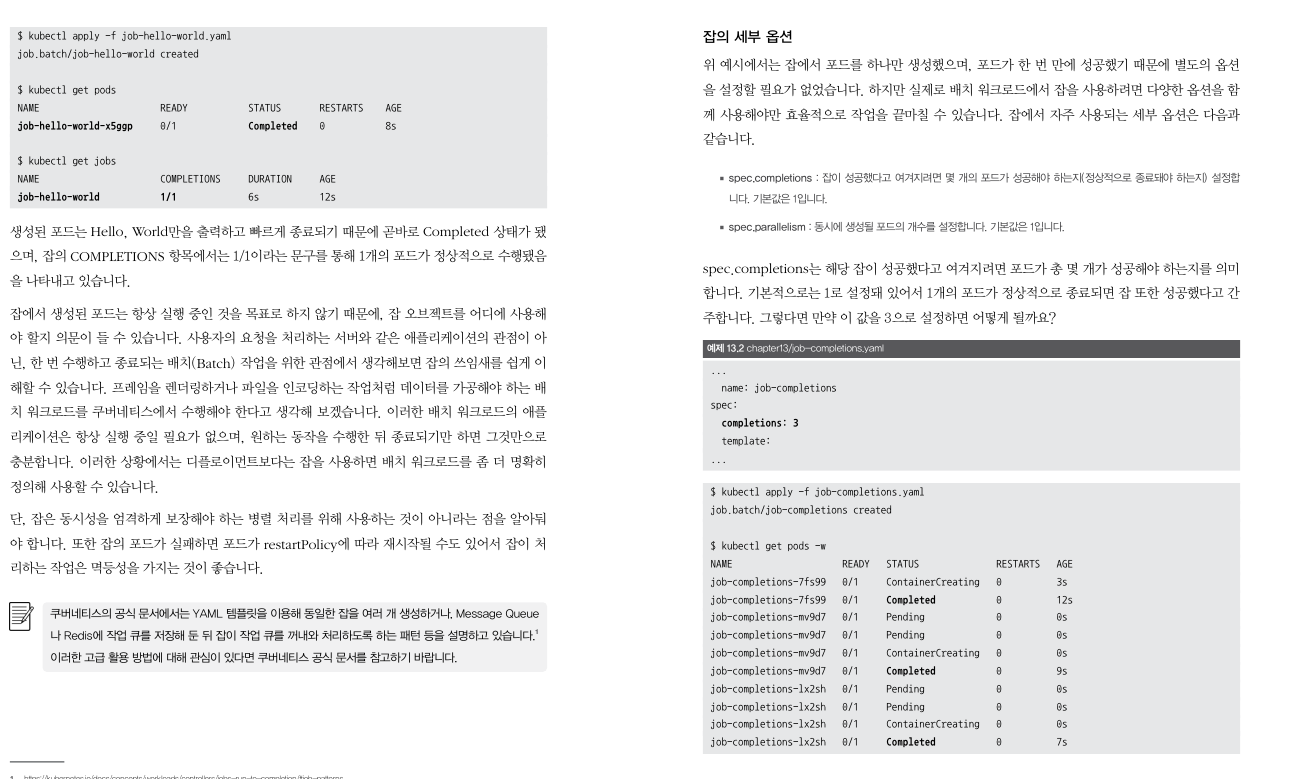 $ kubectl apply -f job-hello-world.yaml
job.batch/job-hello-world created
$ kubectl get pods
NAME READY STATUS RESTARTS AGE
job-hello-world-x5ggp 0/1 Completed 0 8s
$ kubectl get jobs
NAME COMPLETIONS DURATION AGE
job-hello-world 1/1 6s 12s
생성된 포드는 Hello, World만을 출력하고 빠르게 종료되기 때문에 곧바로 Completed 상태가 됐
으며, 잡의 COMPLETIONS 항목에서는 1/1이라는 문구를 통해 1개의 포드가 정상적으로 수행됐음
을 나타내고 있습니다.
잡에서 생성된 포드는 항상 실행 중인 것을 목표로 하지 않기 때문에, 잡 오브젝트를 어디에 사용해
야 할지 의문이 들 수 있습니다. 사용자의 요청을 처리하는 서버와 같은 애플리케이션의 관점이 아
닌, 한 번 수행하고 종료되는 배치(Batch) 작업을 위한 관점에서 생각해보면 잡의 쓰임새를 쉽게 이
해할 수 있습니다. 프레임을 렌더링하거나 파일을 인코딩하는 작업처럼 데이터를 가공해야 하는 배
치 워크로드를 쿠버네티스에서 수행해야 한다고 생각해 보겠습니다. 이러한 배치 워크로드의 애플
리케이션은 항상 실행 중일 필요가 없으며, 원하는 동작을 수행한 뒤 종료되기만 하면 그것만으로
충분합니다. 이러한 상황에서는 디플로이먼트보다는 잡을 사용하면 배치 워크로드를 좀 더 명확히
정의해 사용할 수 있습니다.
단, 잡은 동시성을 엄격하게 보장해야 하는 병렬 처리를 위해 사용하는 것이 아니라는 점을 알아둬
야 합니다. 또한 잡의 포드가 실패하면 포드가 restartPolicy에 따라 재시작될 수도 있어서 잡이 처
리하는 작업은 멱등성을 가지는 것이 좋습니다.
쿠버네티스의 공식 문서에서는 YAML 템플릿을 이용해 동일한 잡을 여러 개 생성하거나, Message Queue
나 Redis에 작업 큐를 저장해 둔 뒤 잡이 작업 큐를 꺼내와 처리하도록 하는 패턴 등을 설명하고 있습니다.¹
이러한 고급 활용 방법에 대해 관심이 있다면 쿠버네티스 공식 문서를 참고하기 바랍니다.
잡의 세부 옵션
위 예시에서는 잡에서 포드를 하나만 생성했으며, 포드가 한 번 만에 성공했기 때문에 별도의 옵션
을 설정할 필요가 없었습니다. 하지만 실제로 배치 워크로드에서 잡을 사용하려면 다양한 옵션을 함
께 사용해야만 효율적으로 작업을 끝마칠 수 있습니다. 잡에서 자주 사용되는 세부 옵션은 다음과
같습니다.
▪ spec.completions : 잡이 성공했다고 여겨지려면 몇 개의 포드가 성공해야 하는지(정상적으로 종료돼야 하는지) 설정합
니다. 기본값은 1입니다.
▪ spec.parallelism : 동시에 생성될 포드의 개수를 설정합니다. 기본값은 1입니다.
spec.completions는 해당 잡이 성공했다고 여겨지려면 포드가 총 몇 개가 성공해야 하는지를 의미
합니다. 기본적으로는 1로 설정돼 있어서 1개의 포드가 정상적으로 종료되면 잡 또한 성공했다고 간
주합니다. 그렇다면 만약 이 값을 3으로 설정하면 어떻게 될까요?
예제 13.2 chapter13/job-completions.yaml
...
name: job-completions
spec:
completions: 3
template:
...
$ kubectl apply -f job-completions.yaml
job.batch/job-completions created
$ kubectl get pods -w
NAME READY STATUS RESTARTS AGE
job-completions-7fs99 0/1 ContainerCreating 0 3s
job-completions-7fs99 0/1 Completed 0 12s
job-completions-mv9d7 0/1 Pending 0 0s
job-completions-mv9d7 0/1 Pending 0 0s
job-completions-mv9d7 0/1 ContainerCreating 0 0s
job-completions-mv9d7 0/1 Completed 0 9s
job-completions-lx2sh 0/1 Pending 0 0s
job-completions-lx2sh 0/1 Pending 0 0s
job-completions-lx2sh 0/1 ContainerCreating 0 0s
job-completions-lx2sh 0/1 Completed 0 7s